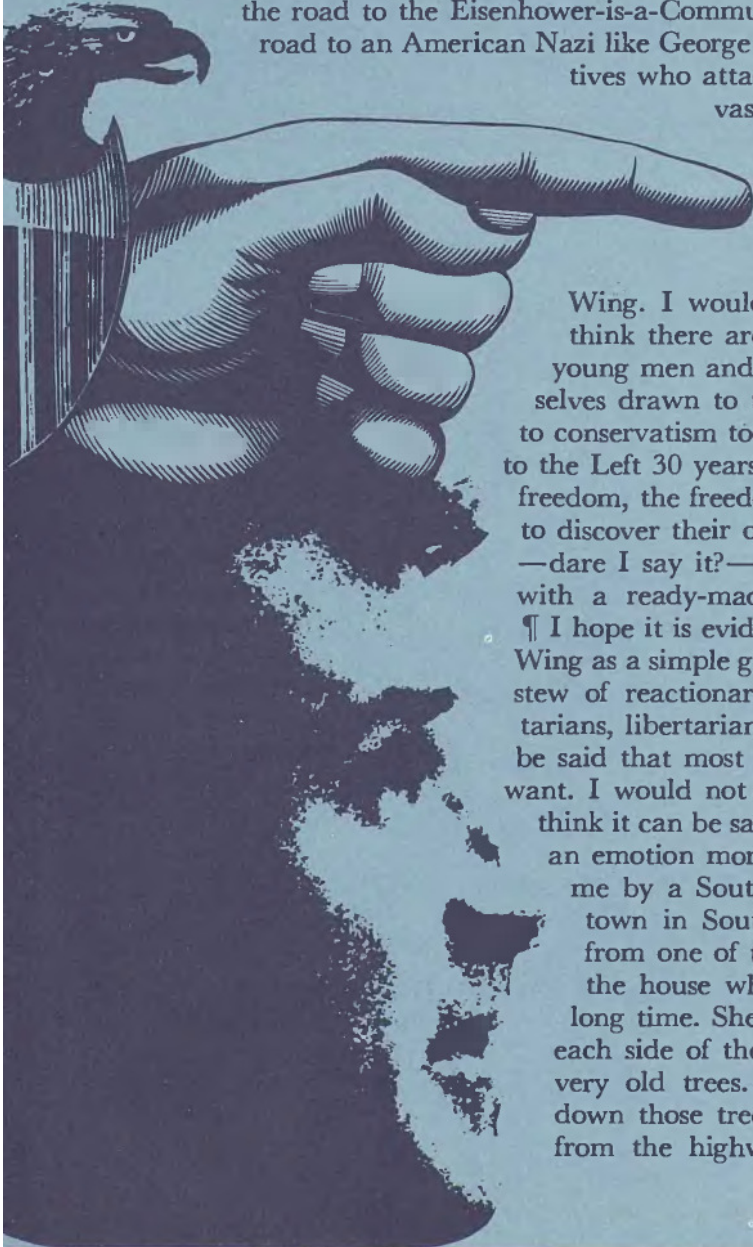 the road to the Eisenhower-is-a-Commu
road to an American Nazi like George
tives who atta
vas
Wing. I would
think there are
young men and
selves drawn to
to conservatism to
to the Left 30 years
freedom, the freed
to discover their o
—dare I say it?—
with a ready-mad
¶ I hope it is evid
Wing as a simple g
stew of reactionar
tarians, libertarian
be said that most
want. I would not
think it can be sa
an emotion mor
me by a Sout
town in Sou
from one of
the house wh
long time. She
each side of the
very old trees.
down those tree
from the highw